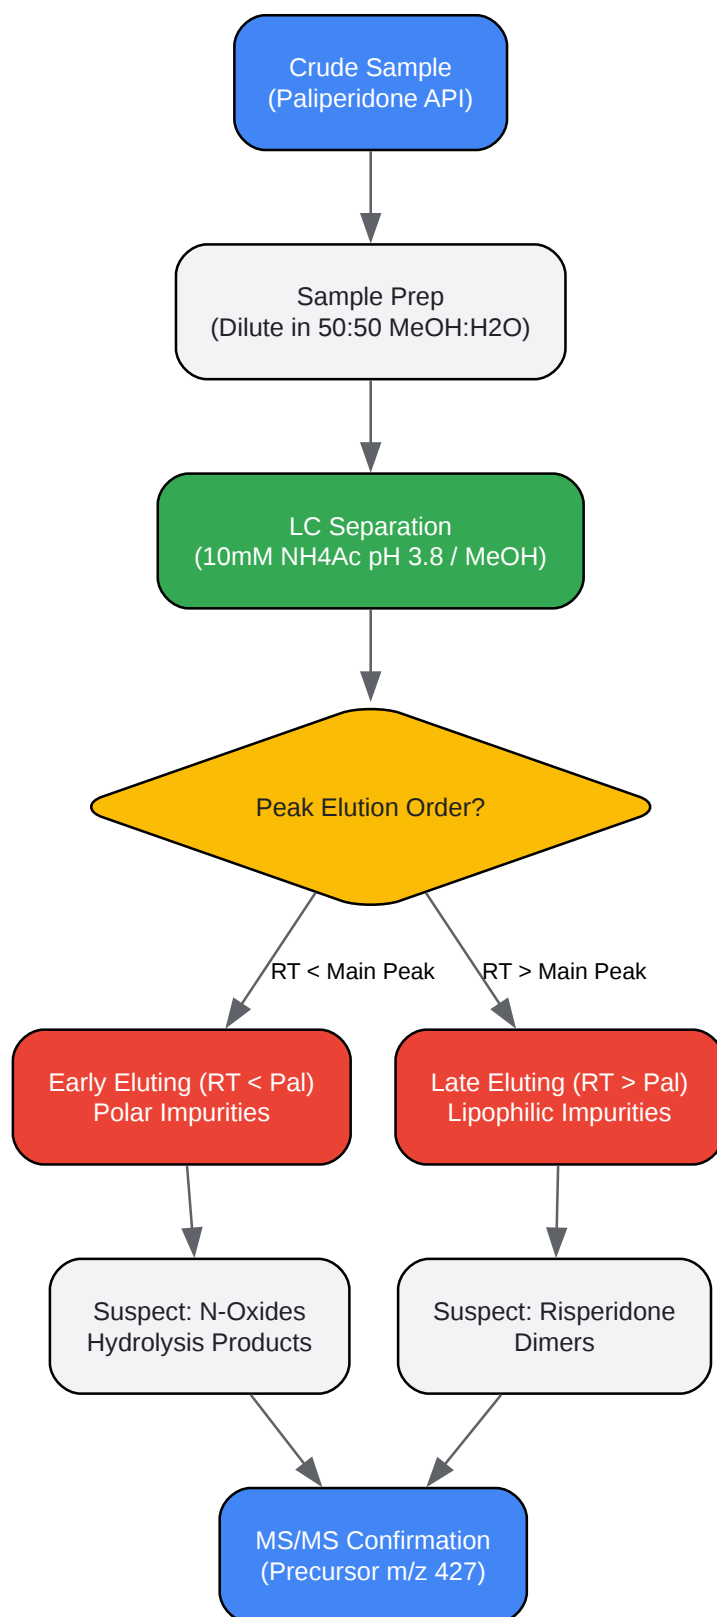 Crude Sample
(Paliperidone API)
Sample Prep
(Dilute in 50:50 MeOH:H2O)
LC Separation
(10mM NH4Ac pH 3.8 / MeOH)
Peak Elution Order?
RT < Main Peak
RT > Main Peak
Early Eluting (RT < Pal)
Polar Impurities
Late Eluting (RT > Pal)
Lipophilic Impurities
Suspect: N-Oxides
Hydrolysis Products
Suspect: Risperidone
Dimers
MS/MS Confirmation
(Precursor m/z 427)